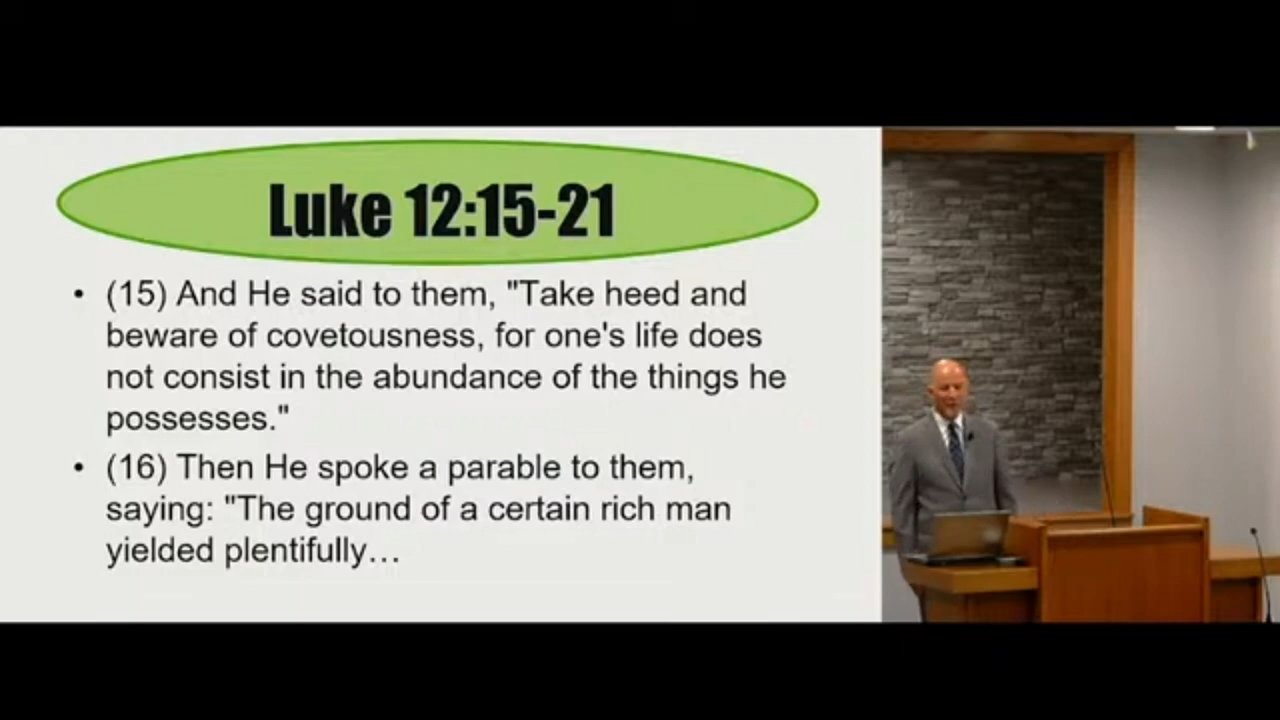 Luke 12:15-21
• (15) And He said to them, "Take heed and
beware of covetousness, for one's life does
not consist in the abundance of the things he
possesses."
• (16) Then He spoke a parable to them,
saying: "The ground of a certain rich man
yielded plentifully…